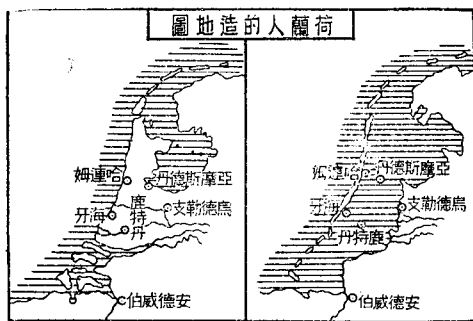 荷蘭人的造地圖
哈連姆
亞摩斯德丹
海牙
烏德勒支
鹿特丹
安德威伯
哈連姆
亞摩斯德丹
鹿特丹
海牙
烏德勒支
安德威伯